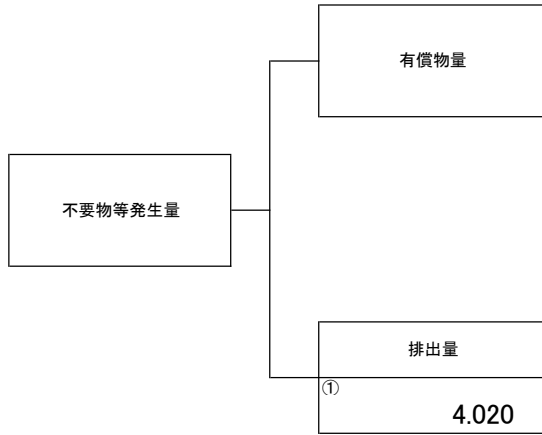 有償物量
不要物等発生量
排出量
①
4.020